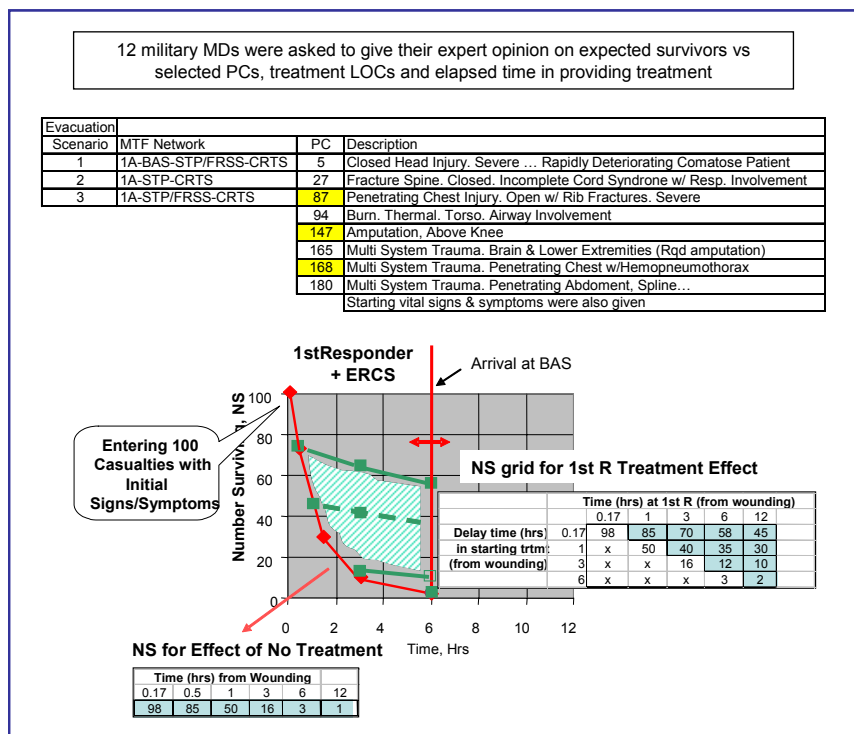 12 military MDs were asked to give their expert opinion on expected survivors vs
selected PCs, treatment LOCs and elapsed time in providing treatment
Evacuation
Scenario MTF Network PC Description
1 1A-BAS-STP/FRSS-CRTS 5 Closed Head Injury. Severe … Rapidly Deteriorating Comatose Patient
2 1A-STP-CRTS 27 Fracture Spine. Closed. Incomplete Cord Syndrome w/ Resp. Involvement
3 1A-STP/FRSS-CRTS 87 Penetrating Chest Injury. Open w/ Rib Fractures. Severe
94 Burn. Thermal. Torso. Airway Involvement
147 Amputation, Above Knee
165 Multi System Trauma. Brain & Lower Extremities (Rqd amputation)
168 Multi System Trauma. Penetrating Chest w/Hemopneumothorax
180 Multi System Trauma. Penetrating Abdoment, Spline…
Starting vital signs & symptoms were also given
1stResponder
+ ERCS
Arrival at BAS
Number Surviving, NS
100
80
60
40
20
0
0 2 4 6 8 10 12
Time, Hrs
Entering 100
Casualties with
Initial
Signs/Symptoms
NS grid for 1st R Treatment Effect
Time (hrs) at 1st R (from wounding)
0.17 1 3 6 12
Delay time (hrs) 0.17 98 85 70 58 45
in starting trtmt 1 x 50 40 35 30
(from wounding) 3 x x 16 12 10
6 x x x 3 2
NS for Effect of No Treatment
Time (hrs) from Wounding
0.17 0.5 1 3 6 12
98 85 50 16 3 1